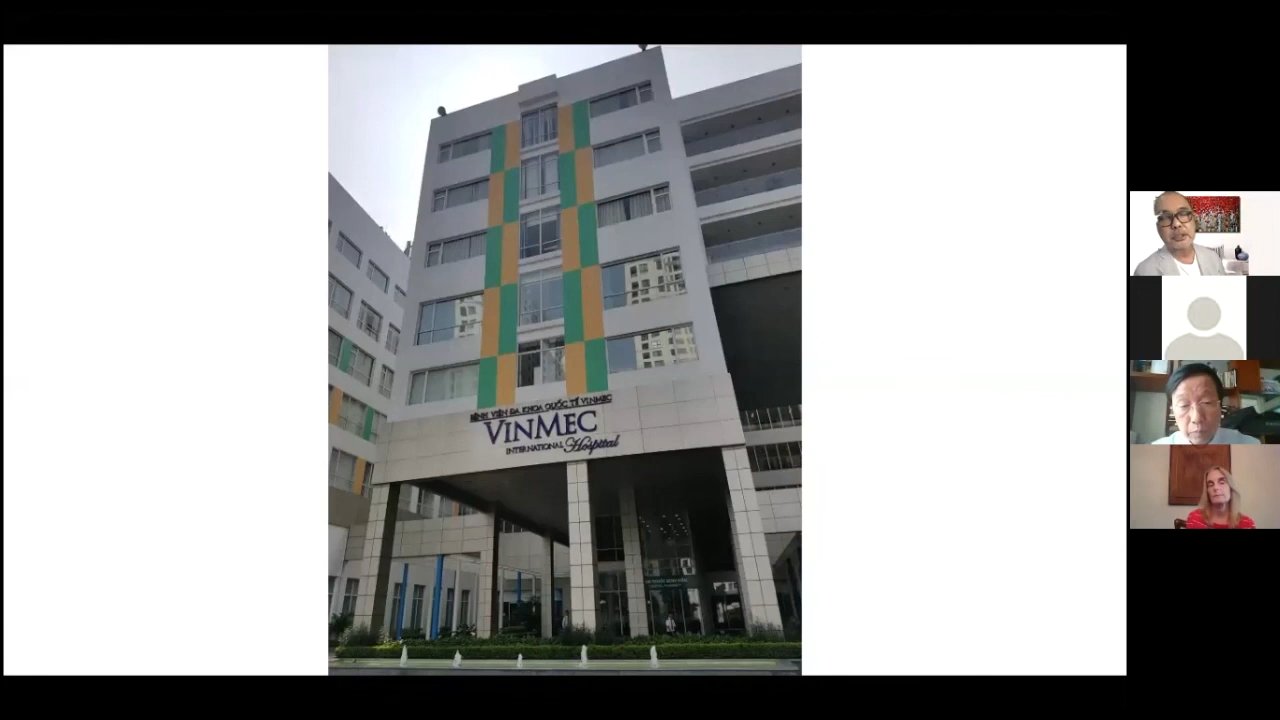 BỆNH VIỆN ĐA KHOA QUỐC TẾ VINMEC
VINMEC
INTERNATIONAL Hospital